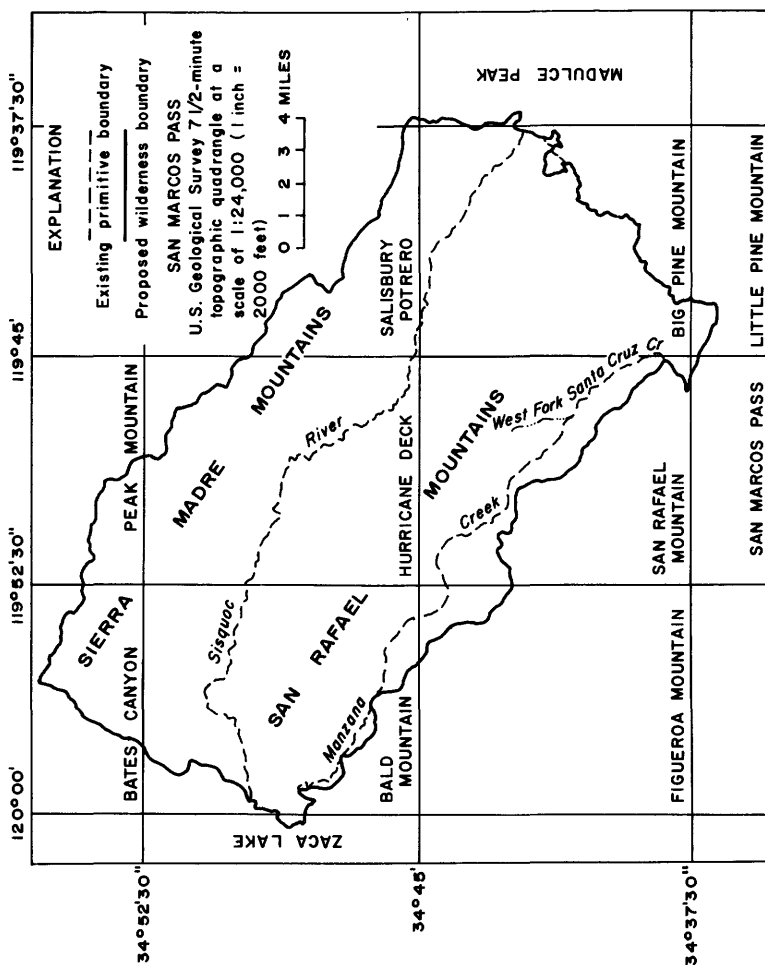 120°00'
119°52'30"
119°45'
119°37'30"
EXPLANATION
Existing primitive boundary
Proposed wilderness boundary
SAN MARCOS PASS
U.S. Geological Survey 7 1/2-minute
topographic quadrangle at a
scale of 1:24,000 (1 inch =
2000 feet)
0 1 2 3 4 MILES
34°52'30"
34°45'
34°37'30"
BATES CANYON
PEAK MOUNTAIN
SIERRA
MADRE
MOUNTAINS
Sisquoc
River
SAN RAFAEL
MOUNTAINS
ZACA LAKE
Manzana
Creek
BALD
MOUNTAIN
HURRICANE DECK
SALISBURY
POTRERO
MADULCE PEAK
West Fork Santa Cruz Cr
FIGUEROA MOUNTAIN
SAN RAFAEL
MOUNTAIN
BIG PINE MOUNTAIN
SAN MARCOS PASS
LITTLE PINE MOUNTAIN